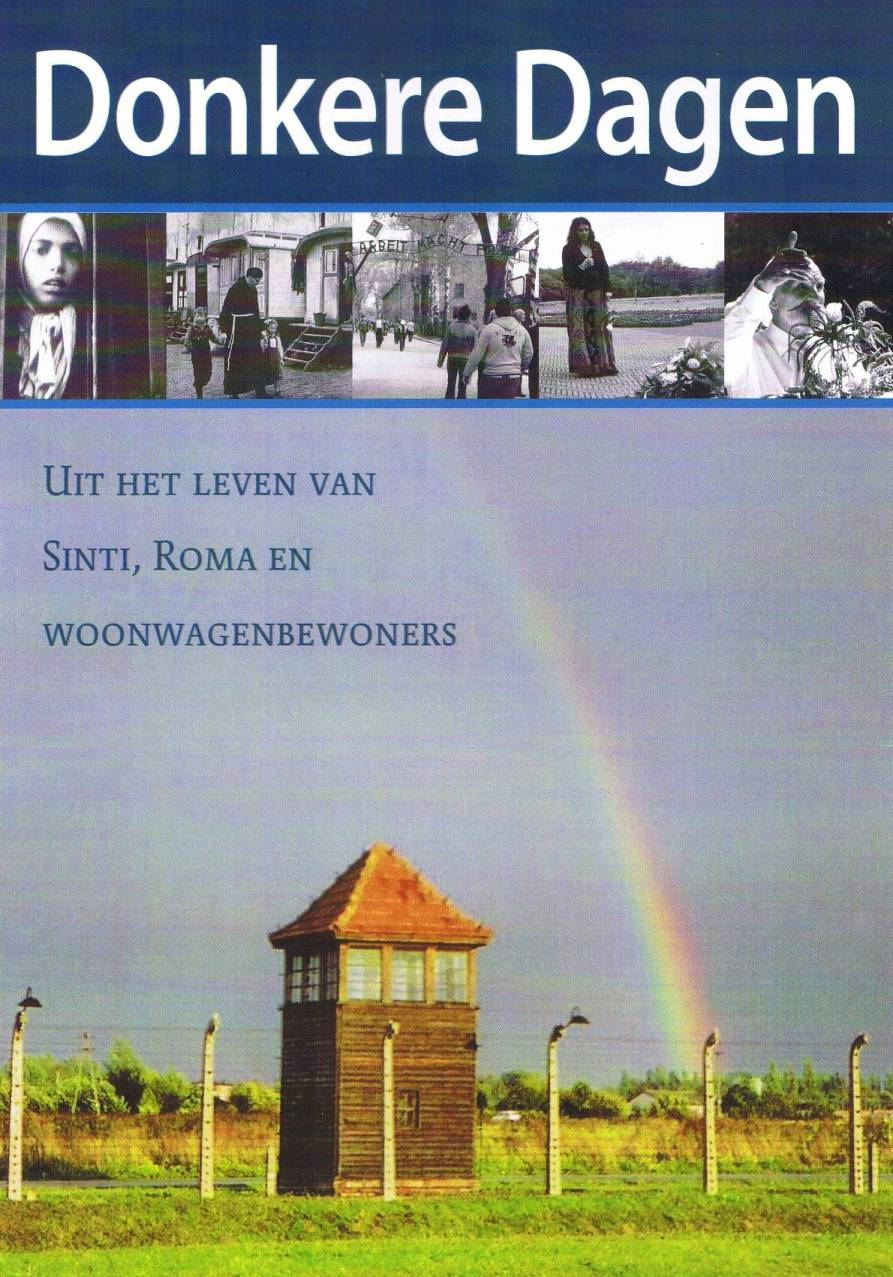 Donkere Dagen
ARBEIT MACHT
Uit het leven van
Sinti, Roma en
woonwagenbewoners